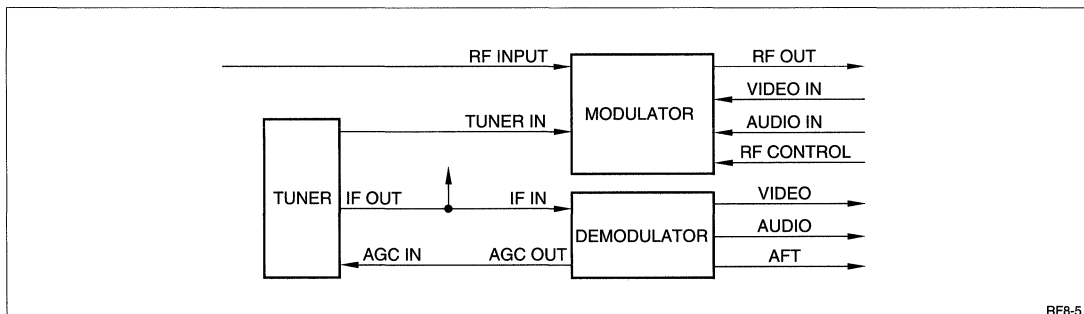 RF INPUT
RF OUT
VIDEO IN
MODULATOR
TUNER IN
AUDIO IN
RF CONTROL
TUNER
IF OUT
IF IN
VIDEO
DEMODULATOR
AUDIO
AGC IN
AGC OUT
AFT
RF8-5